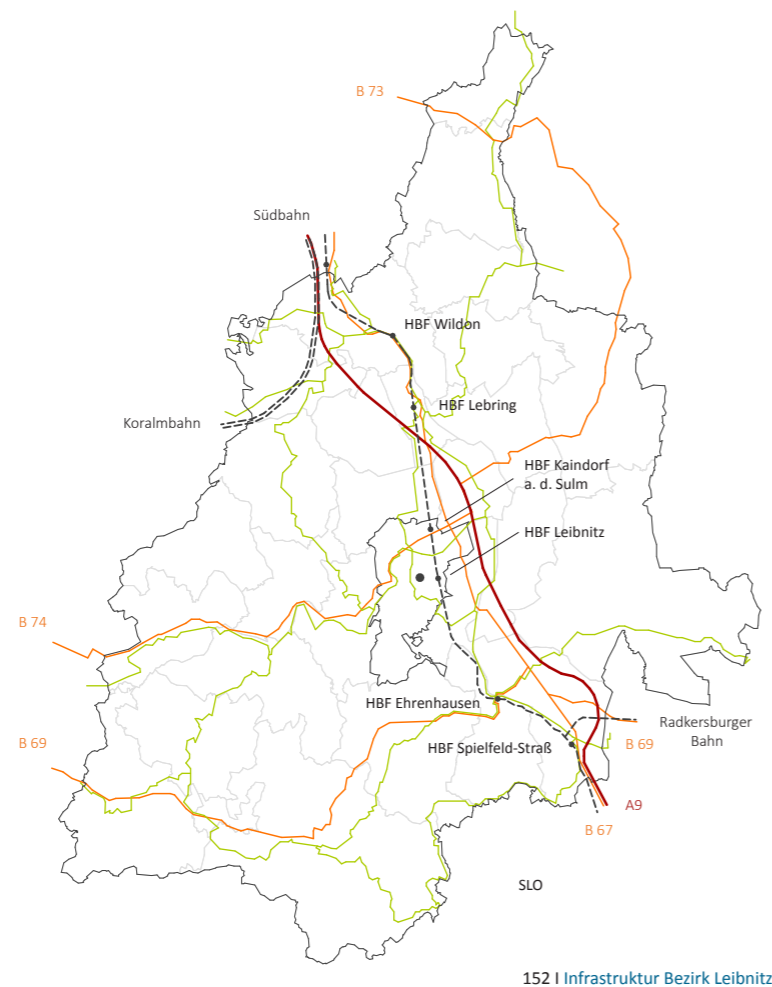 B 73
Südbahn
HBF Wildon
HBF Lebring
Koralmbahn
HBF Kaindorf
a. d. Sulm
HBF Leibnitz
B 74
HBF Ehrenhausen
Radkersburger
Bahn
B 69
HBF Spielfeld-Straß
B 69
A9
B 67
SLO
152 I Infrastruktur Bezirk Leibnitz